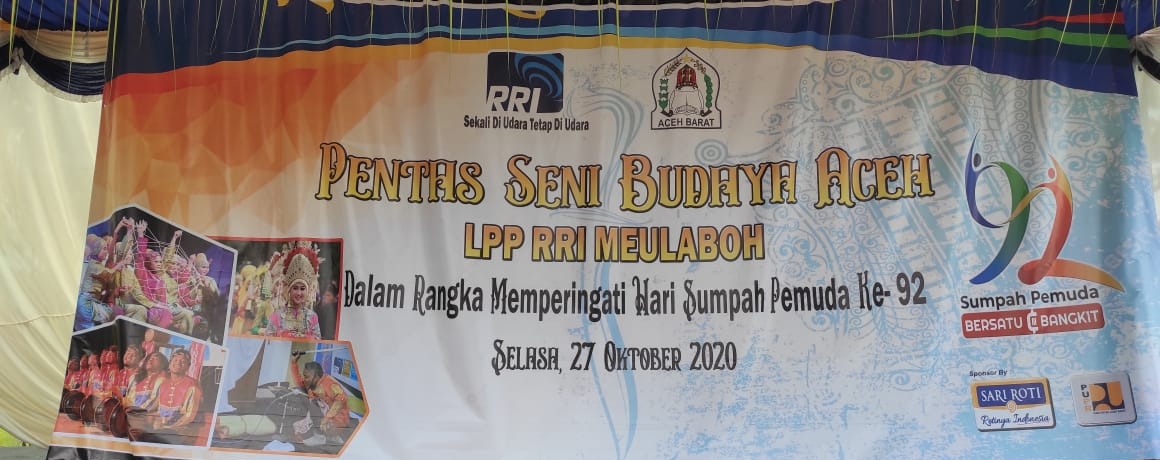 RRI
Sekali Di Udara Tetap Di Udara
ACEH BARAT
PENTAS SENI BUDAYA ACEH
LPP RRI MEULABOH
Dalam Rangka Memperingati Hari Sumpah Pemuda Ke- 92
SELASA, 27 OKTOBER 2020
92
Sumpah Pemuda
BERSATU & BANGKIT
Sponsor By
SARI ROTI
Rotinya Indonesia
PUPR